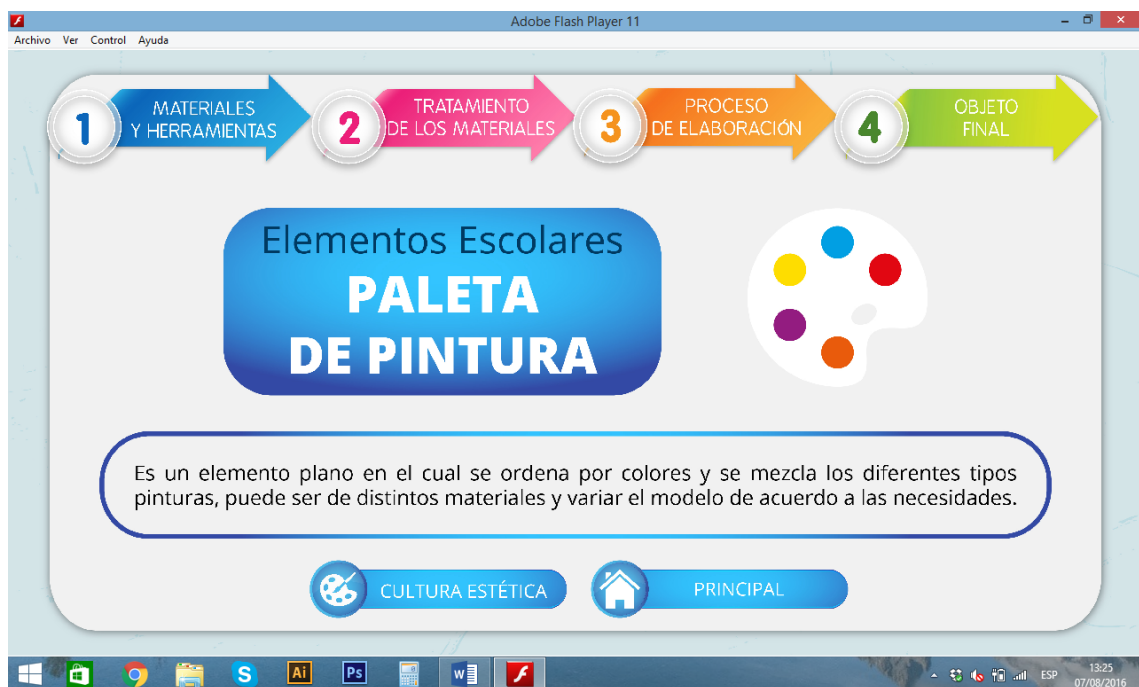 Adobe Flash Player 11
Archivo Ver Control Ayuda
1
MATERIALES
Y HERRAMIENTAS
2
TRATAMIENTO
DE LOS MATERIALES
3
PROCESO
DE ELABORACIÓN
4
OBJETO
FINAL
Elementos Escolares
PALETA
DE PINTURA
Es un elemento plano en el cual se ordena por colores y se mezcla los diferentes tipos
pinturas, puede ser de distintos materiales y variar el modelo de acuerdo a las necesidades.
CULTURA ESTÉTICA
PRINCIPAL
Ai
Ps
ESP
13:25
07/08/2016